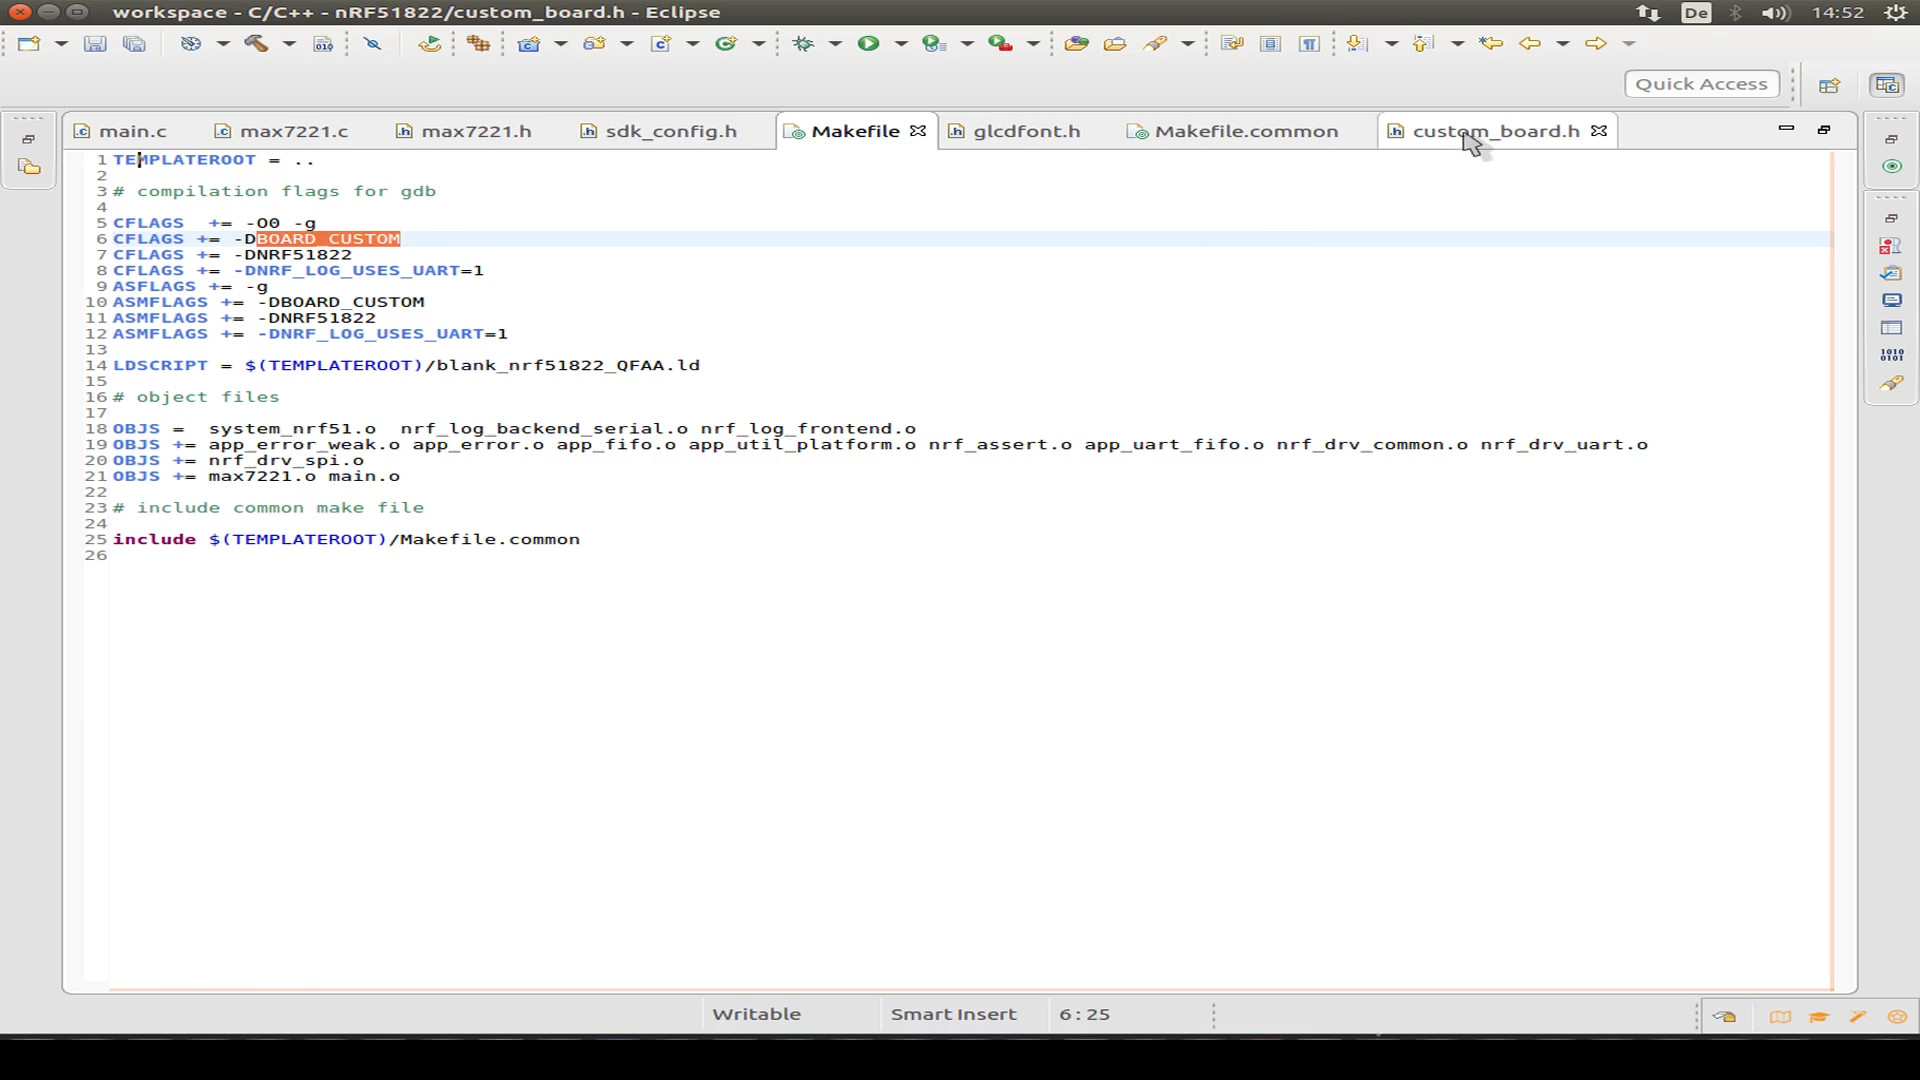 workspace - C/C++ - nRF51822/custom_board.h - Eclipse
De
14:52
Quick Access
main.c
max7221.c
max7221.h
sdk_config.h
Makefile
glcdfont.h
Makefile.common
custom_board.h
1 TEMPLATEROOT = ..
2
3 # compilation flags for gdb
4
5 CFLAGS  += -O0 -g
6 CFLAGS += -DBOARD_CUSTOM
7 CFLAGS += -DNRF51822
8 CFLAGS += -DNRF_LOG_USES_UART=1
9 ASFLAGS += -g
10 ASMFLAGS += -DBOARD_CUSTOM
11 ASMFLAGS += -DNRF51822
12 ASMFLAGS += -DNRF_LOG_USES_UART=1
13
14 LDSCRIPT = $(TEMPLATEROOT)/blank_nrf51822_QFAA.ld
15
16 # object files
17
18 OBJS =  system_nrf51.o  nrf_log_backend_serial.o nrf_log_frontend.o
19 OBJS += app_error_weak.o app_error.o app_fifo.o app_util_platform.o nrf_assert.o app_uart_fifo.o nrf_drv_common.o nrf_drv_uart.o
20 OBJS += nrf_drv_spi.o
21 OBJS += max7221.o main.o
22
23 # include common make file
24
25 include $(TEMPLATEROOT)/Makefile.common
26
Writable
Smart Insert
6 : 25